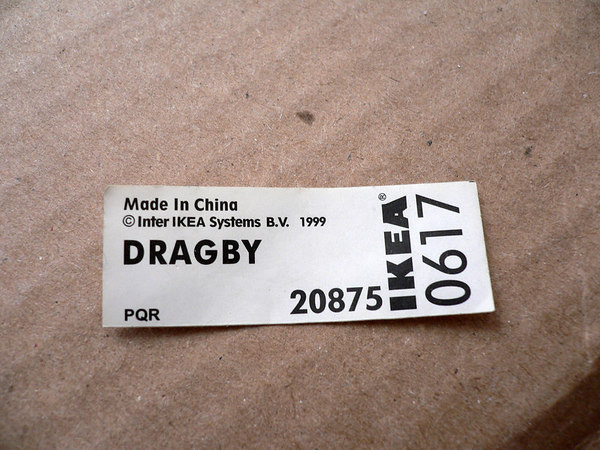 Made In China
© Inter IKEA Systems B.V. 1999
DRAGBY
PQR
20875
IKEA®
0617